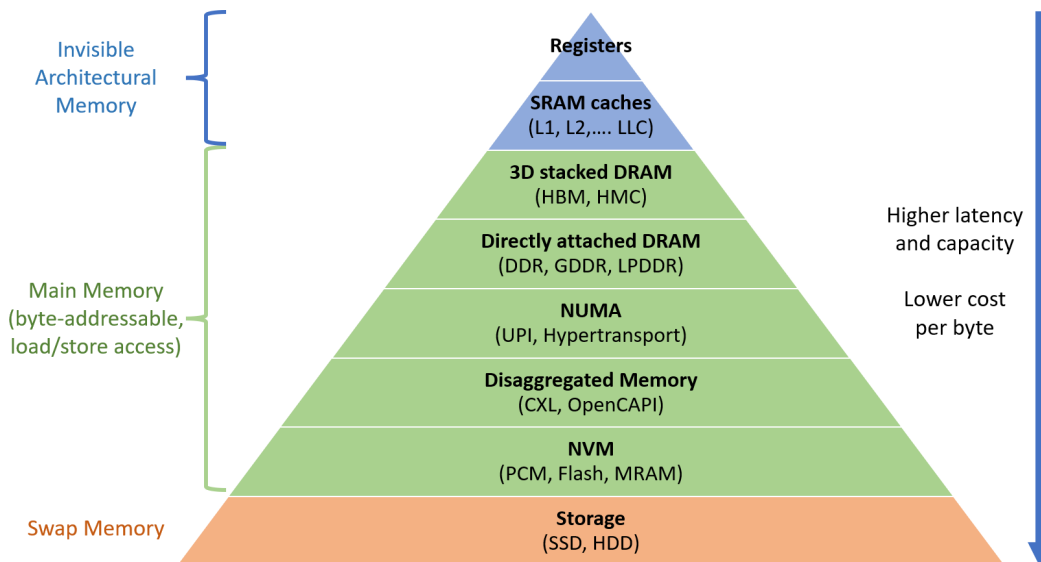 Invisible
Architectural
Memory
Registers
SRAM caches
(L1, L2,.... LLC)
3D stacked DRAM
(HBM, HMC)
Directly attached DRAM
(DDR, GDDR, LPDDR)
Main Memory
(byte-addressable,
load/store access)
NUMA
(UPI, Hypertransport)
Disaggregated Memory
(CXL, OpenCAPI)
NVM
(PCM, Flash, MRAM)
Swap Memory
Storage
(SSD, HDD)
Higher latency
and capacity
Lower cost
per byte